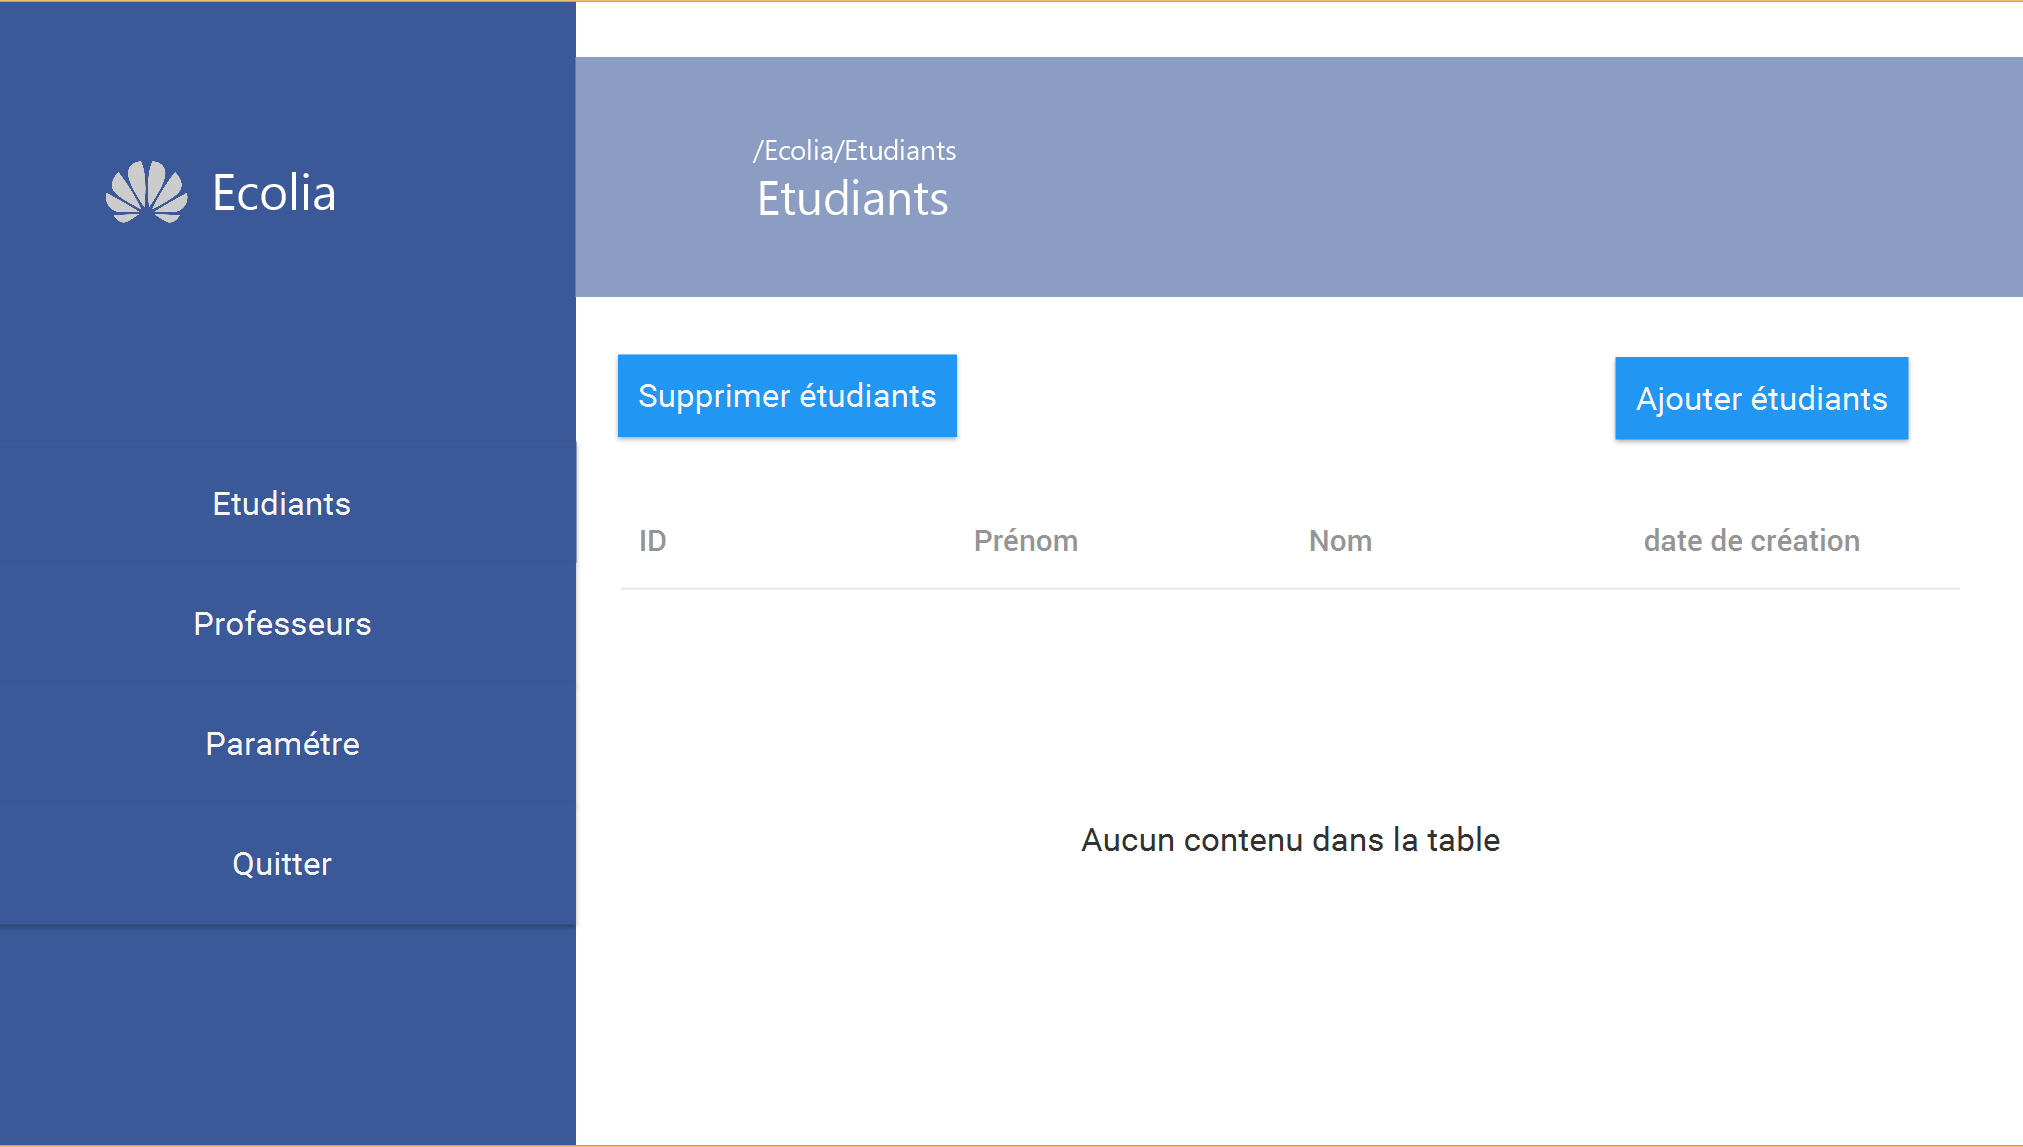 Ecolia
/Ecolia/Etudiants
Etudiants
Etudiants
Professeurs
Paramétre
Quitter
Supprimer étudiants
Ajouter étudiants
ID Prénom Nom date de création
Aucun contenu dans la table